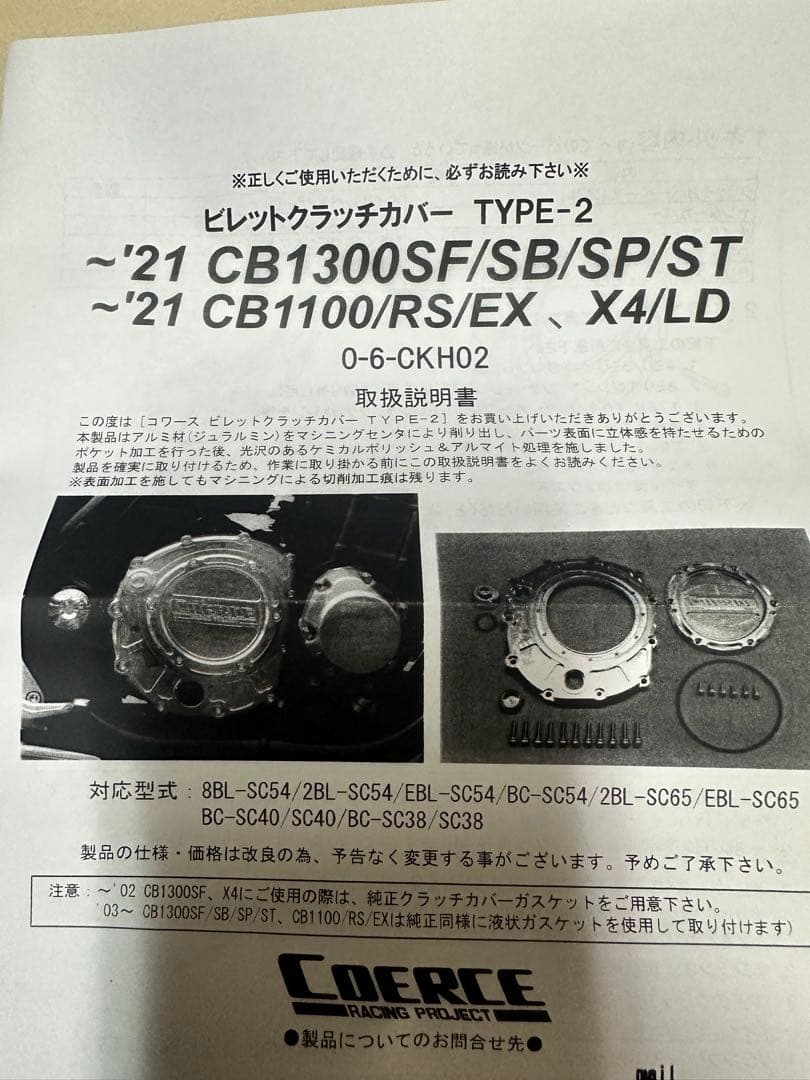 ※正しくご使用いただくために、必ずお読み下さい※
ビレットクラッチカバー TYPE-2
～'21 CB1300SF/SB/SP/ST
～'21 CB1100/RS/EX 、X4/LD
0-6-CKH02
取扱説明書
この度は [コワース ビレットクラッチカバー TYPE-2] をお買い上げいただきありがとうございます。
本製品はアルミ材(ジュラルミン)をマシニングセンタにより削り出し、パーツ表面に立体感を持たせるための
ポケット加工を行った後、光沢のあるケミカルポリッシュ＆アルマイト処理を施しました。
製品を確実に取り付けるため、作業に取り掛かる前にこの取扱説明書をよくお読みください。
※表面加工を施してもマシニングによる切削加工痕は残ります。
COERCE
対応型式：8BL-SC54/2BL-SC54/EBL-SC54/BC-SC54/2BL-SC65/EBL-SC65
BC-SC40/SC40/BC-SC38/SC38
製品の仕様・価格は改良の為、予告なく変更する事がございます。予めご了承下さい。
注意：～'02 CB1300SF、X4にご使用の際は、純正クラッチカバーガスケットをご用意下さい。
'03～ CB1300SF/SB/SP/ST、CB1100/RS/EXは純正同様に液状ガスケットを使用して取り付けます)
COERCE
RACING PROJECT
●製品についてのお問合せ先●
mail